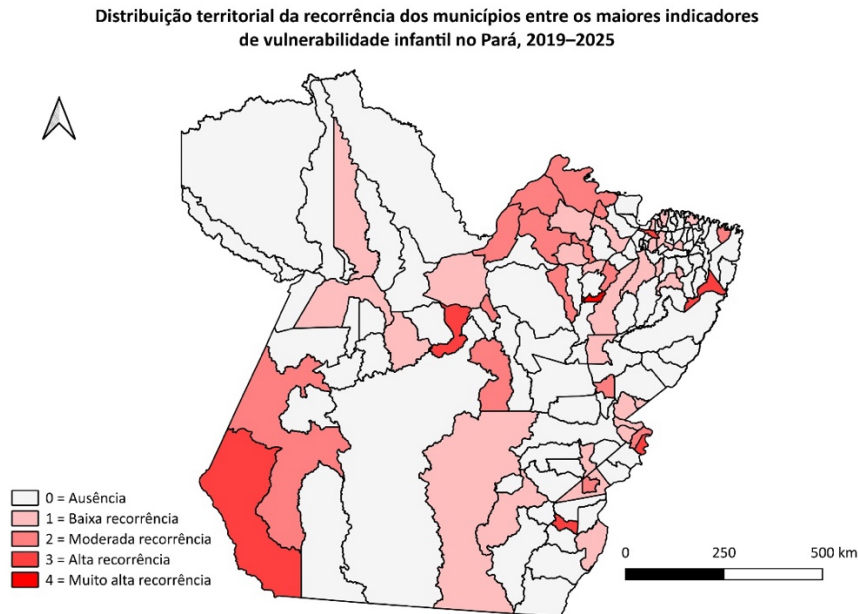 Distribuição territorial da recorrência dos municípios entre os maiores indicadores
de vulnerabilidade infantil no Pará, 2019–2025
0 = Ausência
1 = Baixa recorrência
2 = Moderada recorrência
3 = Alta recorrência
4 = Muito alta recorrência
0 250 500 km